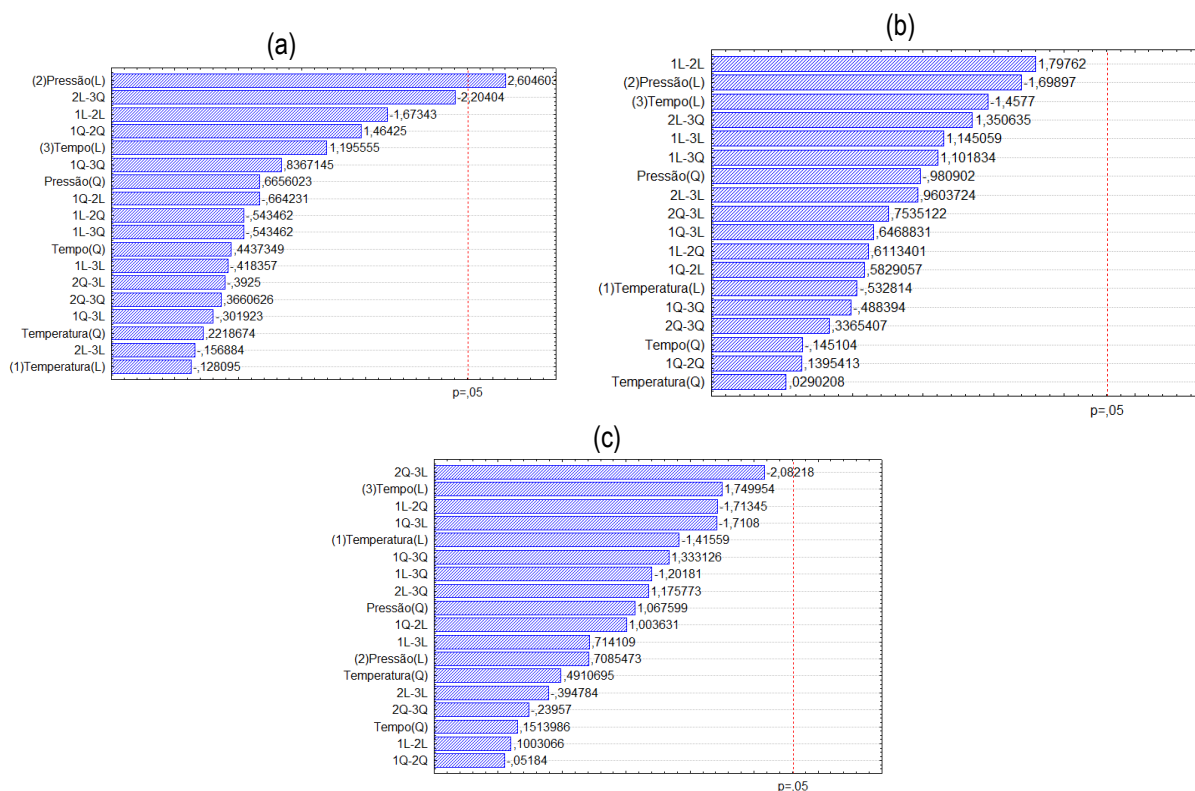 (a)
(2)Pressão(L) 2,604603
2L-3Q -2,20404
1L-2L -1,67343
1Q-2Q 1,46425
(3)Tempo(L) 1,195555
1Q-3Q ,8367145
Pressão(Q) ,6656023
1Q-2L -,664231
1L-2Q -,543462
1L-3Q -,543462
Tempo(Q) ,4437349
1L-3L -,418357
2Q-3L -,3925
2Q-3Q ,3660626
1Q-3L -,301923
Temperatura(Q) ,2218674
2L-3L -,156884
(1)Temperatura(L) -,128095
p=,05
(b)
1L-2L 1,79762
(2)Pressão(L) -1,69897
(3)Tempo(L) -1,4577
2L-3Q 1,350635
1L-3L 1,145059
1L-3Q 1,101834
Pressão(Q) -,980902
2L-3L ,9603724
2Q-3L ,7535122
1Q-3L ,6468831
1L-2Q ,6113401
1Q-2L ,5829057
(1)Temperatura(L) -,532814
1Q-3Q -,488394
2Q-3Q ,3365407
Tempo(Q) -,145104
1Q-2Q ,1395413
Temperatura(Q) ,0290208
p=,05
(c)
2Q-3L -2,08218
(3)Tempo(L) 1,749954
1L-2Q -1,71345
1Q-3L -1,7108
(1)Temperatura(L) -1,41559
1Q-3Q 1,333126
1L-3Q -1,20181
2L-3Q 1,175773
Pressão(Q) 1,067599
1Q-2L 1,003631
1L-3L ,714109
(2)Pressão(L) ,7085473
Temperatura(Q) ,4910695
2L-3L -,394784
2Q-3Q -,23957
Tempo(Q) ,1513986
1L-2L ,1003066
1Q-2Q -,05184
p=,05